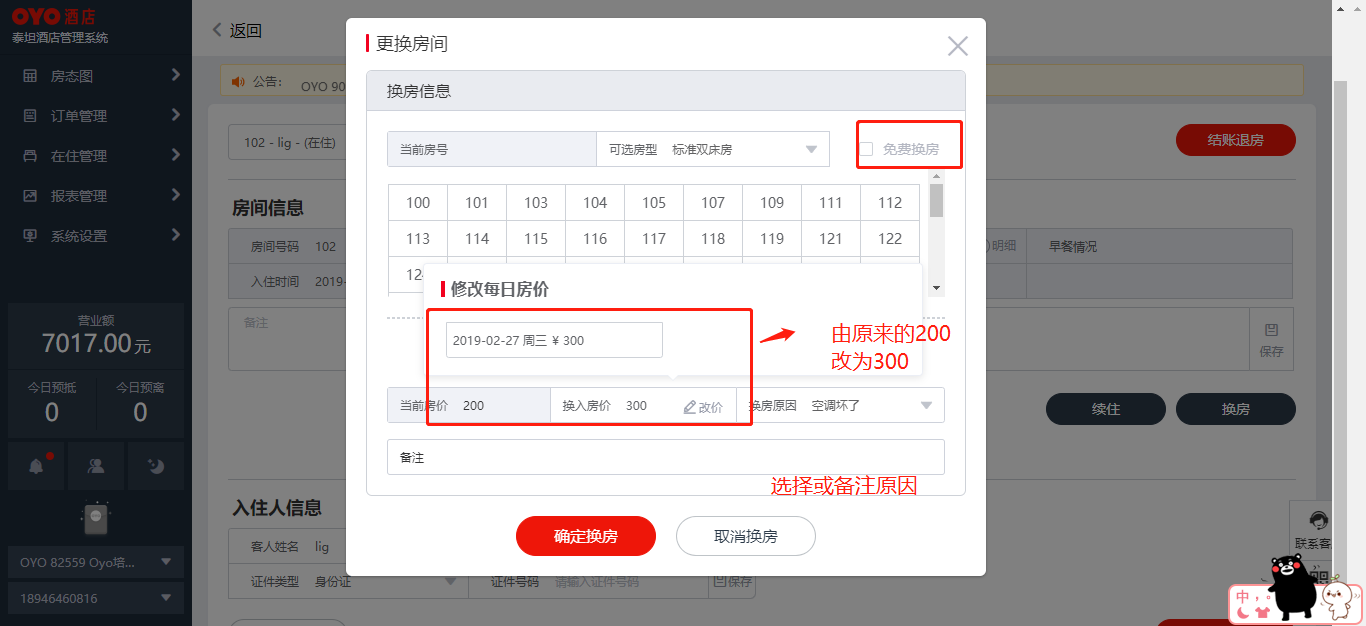 OYO 酒店
泰坦酒店管理系统
房态图
订单管理
在住管理
报表管理
系统设置
营业额
7017.00元
今日预抵
今日预离
0
0
OYO 82559 Oyo培...
18946460816
返回
公告:
OYO 90
102 - lig - (在住)
结账退房
房间信息
房间号码 102
明细
早餐情况
入住时间 2019-
备注
保存
续住
换房
入住人信息
客人姓名 lig
证件类型 身份证
证件号码 请输入证件号码
保存
更换房间
换房信息
当前房号
可选房型 标准双床房
免费换房
100 101 103 104 105 107 109 111 112
113 114 115 116 117 118 119 121 122
修改每日房价
2019-02-27 周三 ¥ 300
由原来的200
改为300
当前房价 200
换入房价 300
改价
换房原因 空调坏了
备注
选择或备注原因
确定换房
取消换房
联系客
中 ，。